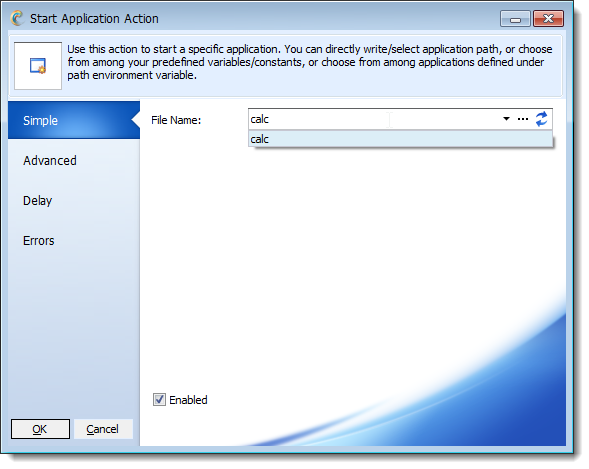 Start Application Action
Use this action to start a specific application. You can directly write/select application path, or choose
from among your predefined variables/constants, or choose from among applications defined under
path environment variable.
Simple
File Name:
calc
calc
Advanced
Delay
Errors
Enabled
OK
Cancel